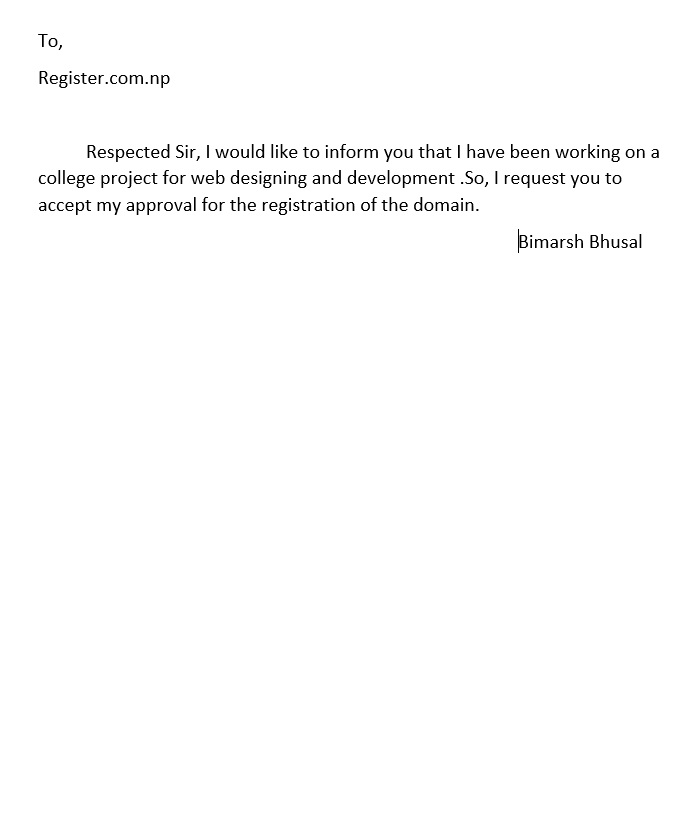 To,
Register.com.np
Respected Sir, I would like to inform you that I have been working on a
college project for web designing and development .So, I request you to
accept my approval for the registration of the domain.
Bimarsh Bhusal